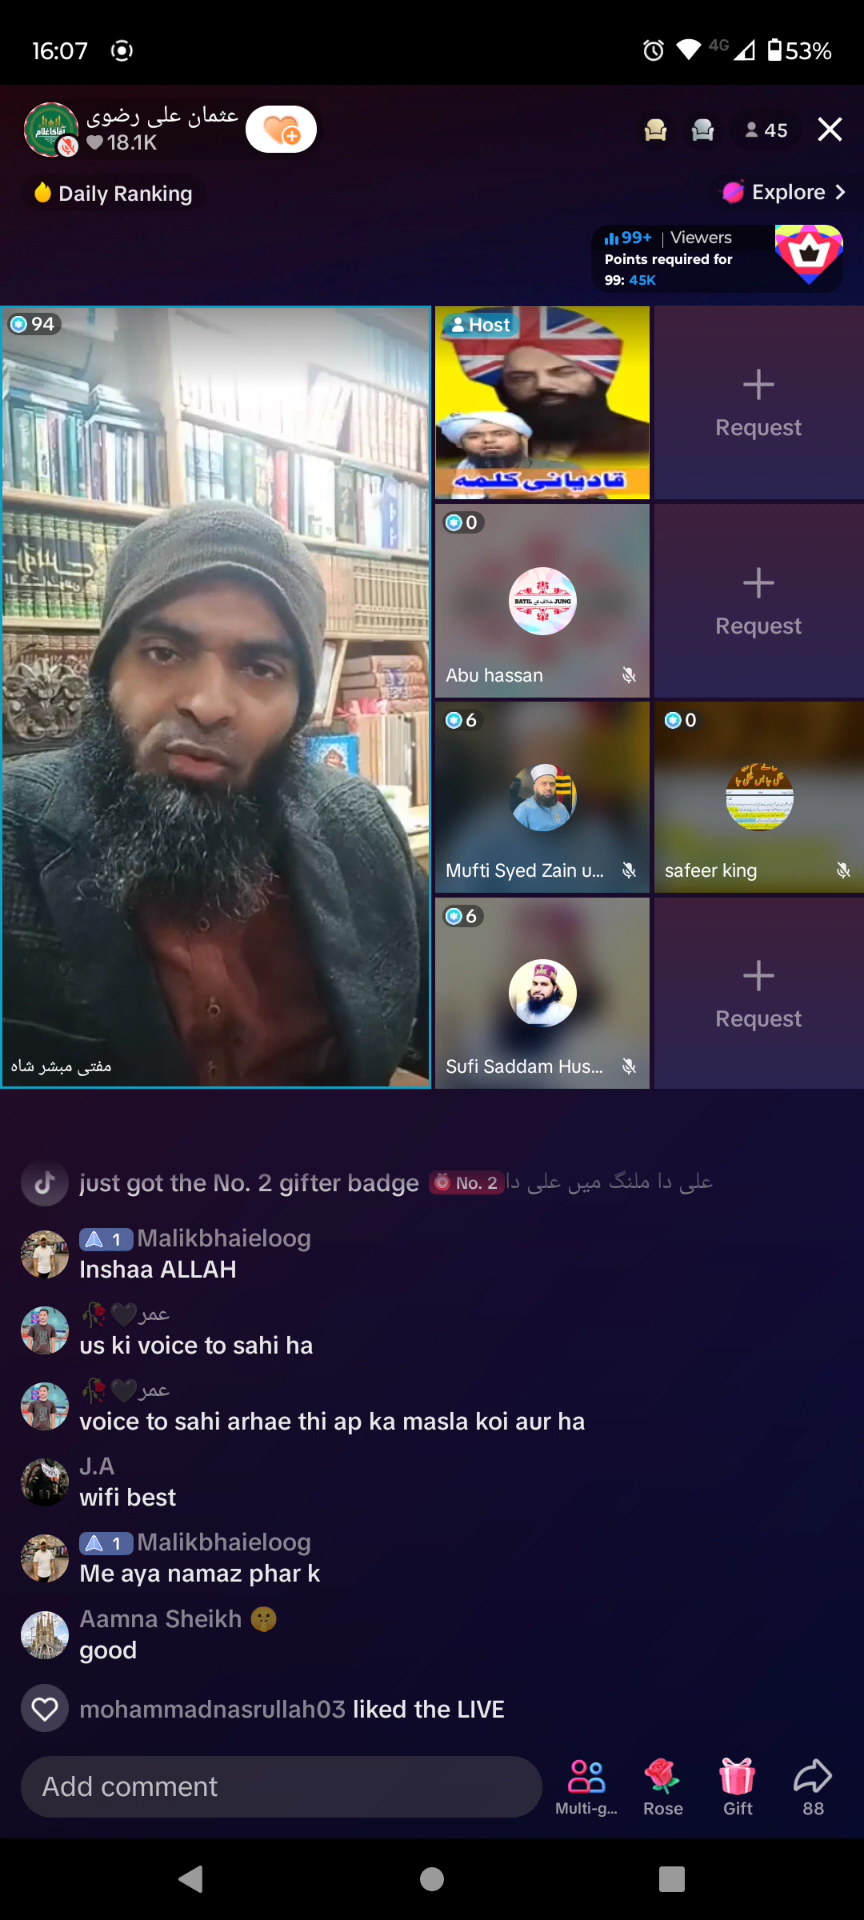 16:07
4G
53%
عثمان علی رضوی
18.1K
45
Daily Ranking
Explore
99+ | Viewers
Points required for
99: 45K
94
مفتی مبشر شاہ
Host
قادیانی کلمہ
Request
0
BATIL خلاف کے JUNG
Abu hassan
Request
6
Mufti Syed Zain u...
0
safeer king
6
Sufi Saddam Hus...
Request
just got the No. 2 gifter badge No. 2 علی دا ملنگ میں علی دا
1 Malikbhaieloog
Inshaa ALLAH
🥀🖤عمر
us ki voice to sahi ha
🥀🖤عمر
voice to sahi arhae thi ap ka masla koi aur ha
J.A
wifi best
1 Malikbhaieloog
Me aya namaz phar k
Aamna Sheikh 🤫
good
mohammadnasrullah03 liked the LIVE
Add comment
Multi-g...
Rose
Gift
88